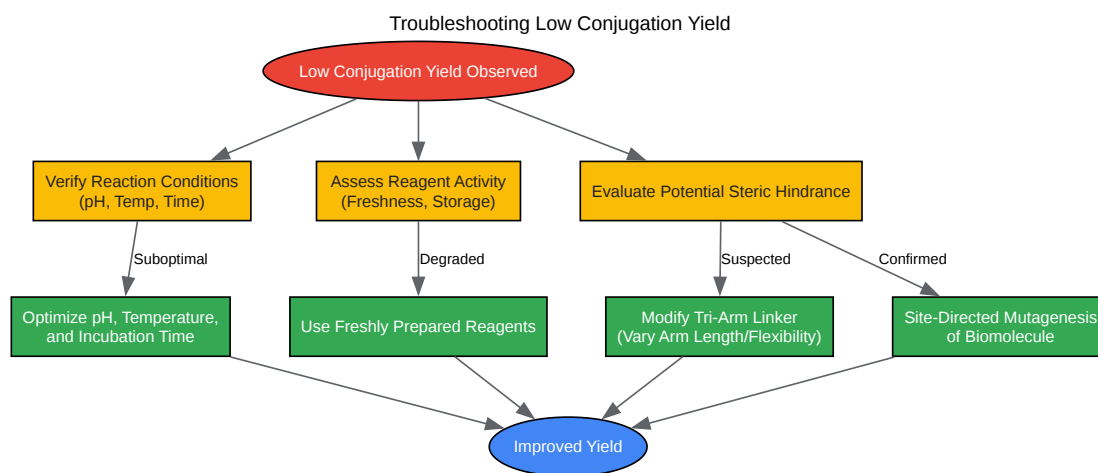 Troubleshooting Low Conjugation Yield
Low Conjugation Yield Observed
Verify Reaction Conditions
(pH, Temp, Time)
Assess Reagent Activity
(Freshness, Storage)
Evaluate Potential Steric Hindrance
Suboptimal
Degraded
Suspected
Confirmed
Optimize pH, Temperature,
and Incubation Time
Use Freshly Prepared Reagents
Modify Tri-Arm Linker
(Vary Arm Length/Flexibility)
Site-Directed Mutagenesis
of Biomolecule
Improved Yield